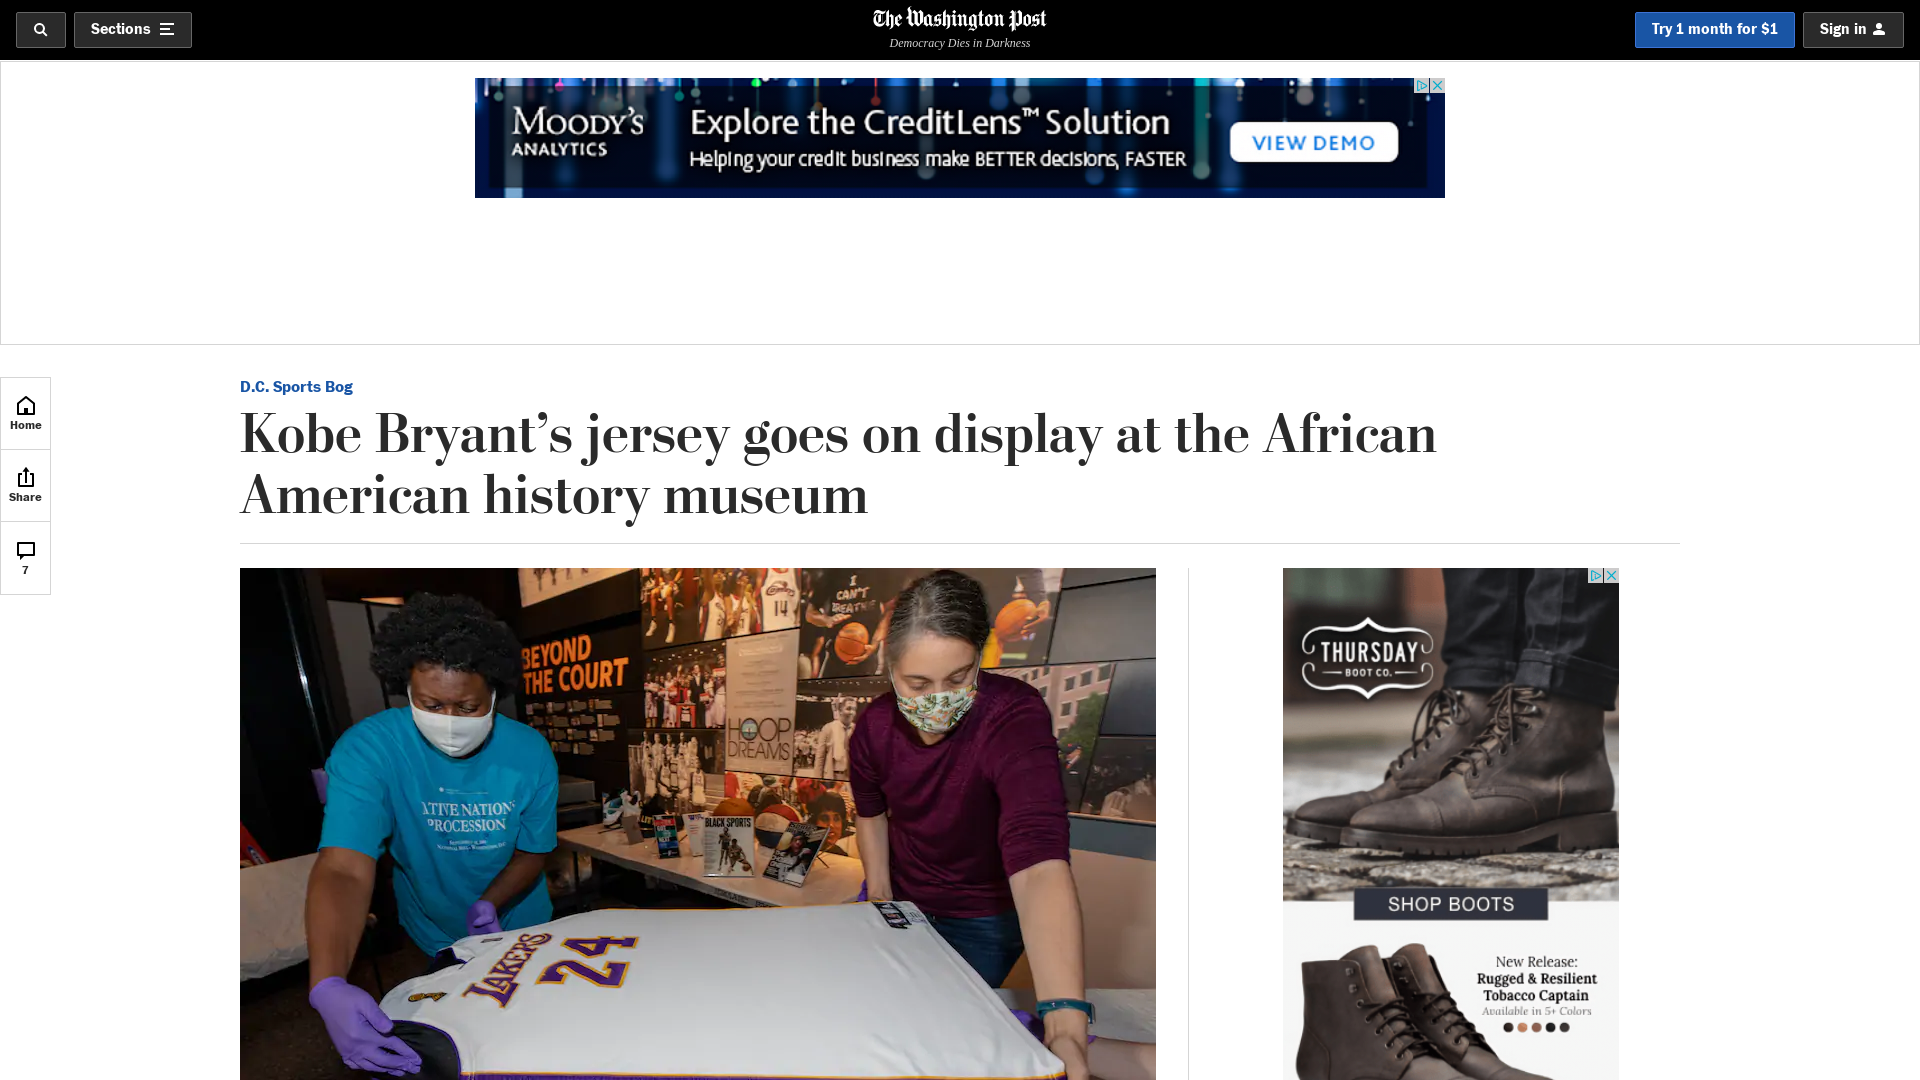 Sections
The Washington Post
Democracy Dies in Darkness
Try 1 month for $1
Sign in
MOODY'S
ANALYTICS
Explore the CreditLens™ Solution
Helping your credit business make BETTER decisions, FASTER
VIEW DEMO
Home
Share
7
D.C. Sports Bog
Kobe Bryant’s jersey goes on display at the African
American history museum
BEYOND
THE COURT
I
CAN'T
BREATHE
14
HOOP
DREAMS
BLACK SPORTS
ATIVE NATION
PROCESSION
LAKERS
24
THURSDAY
BOOT CO.
SHOP BOOTS
New Release:
Rugged & Resilient
Tobacco Captain
Available in 5+ Colors